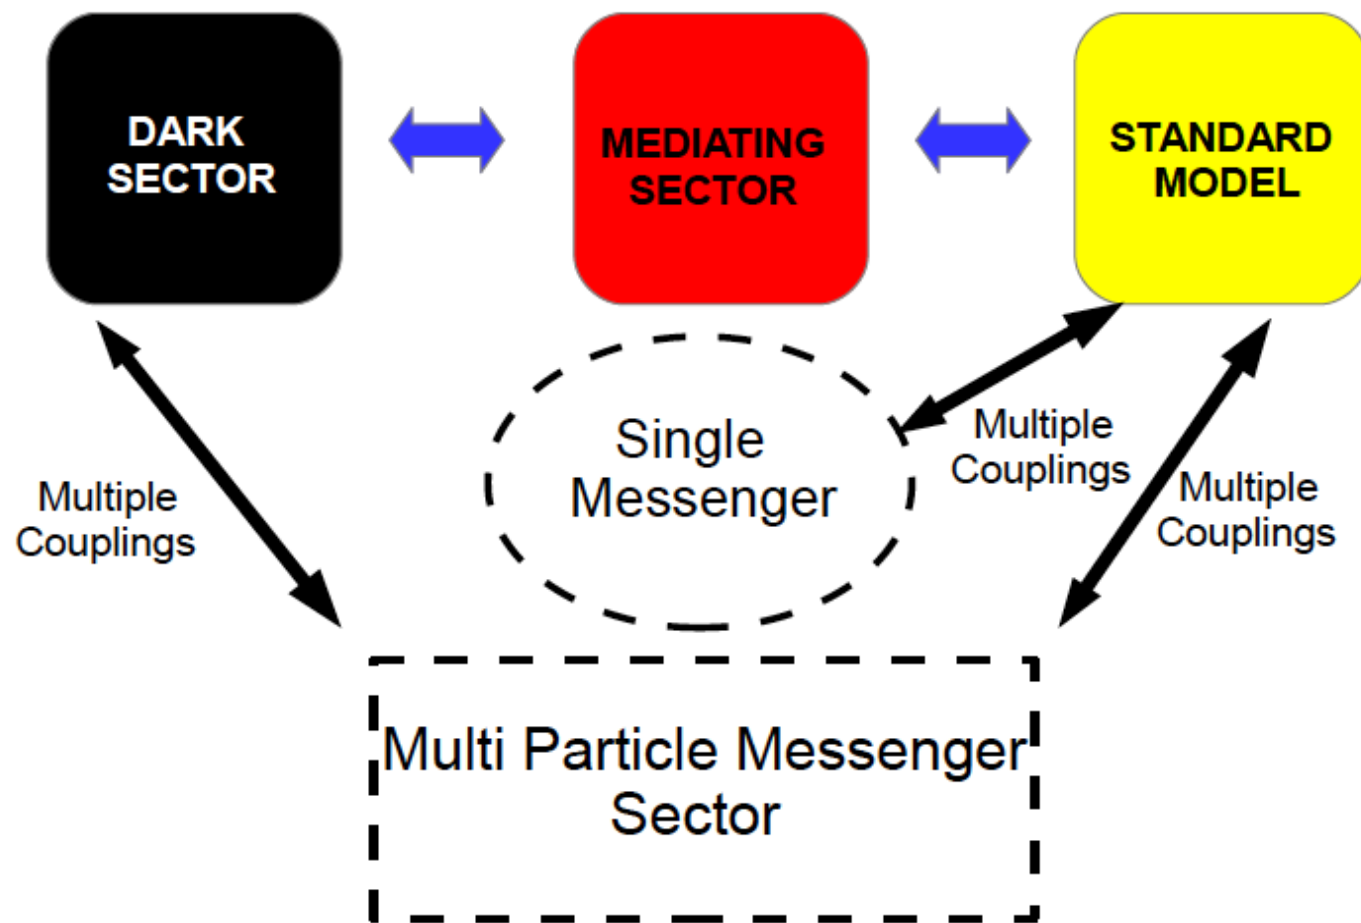 DARK
SECTOR
MEDIATING
SECTOR
STANDARD
MODEL
Single
Messenger
Multiple
Couplings
Multiple
Couplings
Multiple
Couplings
Multi Particle Messenger
Sector